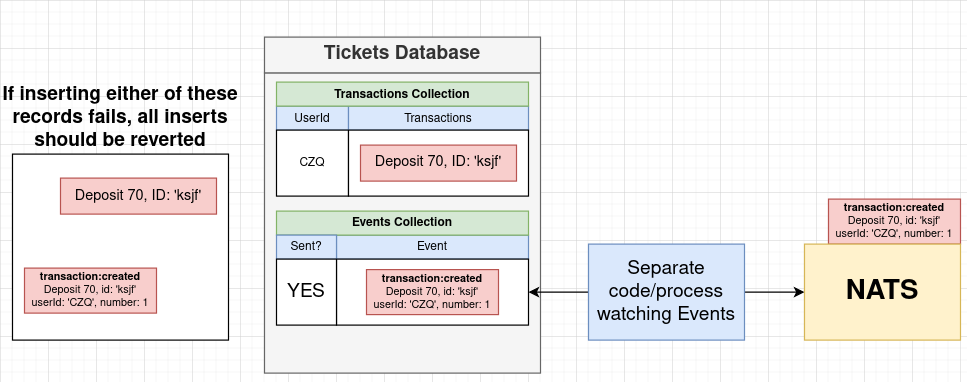 If inserting either of these
records fails, all inserts
should be reverted
Deposit 70, ID: 'ksjf'
transaction:created
Deposit 70, id: 'ksjf'
userId: 'CZQ', number: 1
Tickets Database
Transactions Collection
UserId
Transactions
CZQ
Deposit 70, ID: 'ksjf'
Events Collection
Sent?
Event
YES
transaction:created
Deposit 70, id: 'ksjf'
userId: 'CZQ', number: 1
Separate
code/process
watching Events
transaction:created
Deposit 70, id: 'ksjf'
userId: 'CZQ', number: 1
NATS